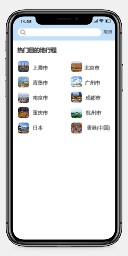 11:38
取消
热门目的地行程
上海市 北京市
青岛市 广州市
南京市 成都市
重庆市 杭州市
日本 香港(中国)